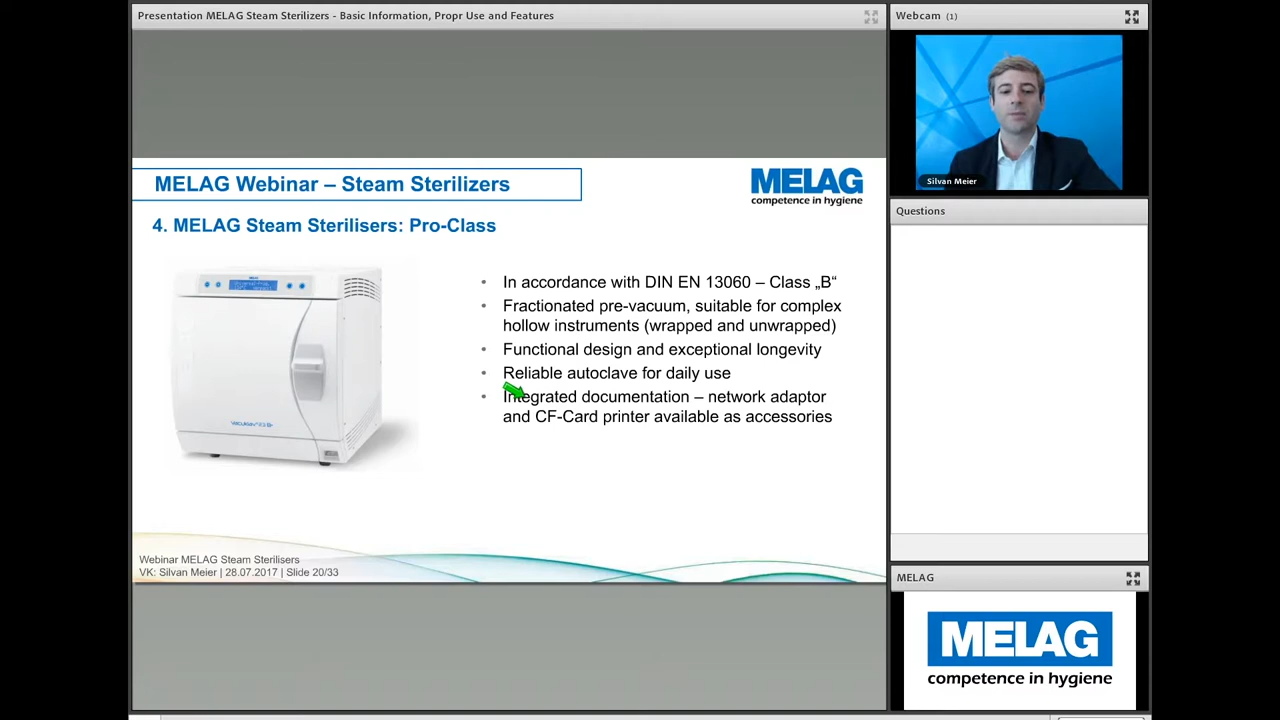 Presentation MELAG Steam Sterilizers - Basic Information, Propr Use and Features
Webcam (1)
Silvan Meier
MELAG Webinar – Steam Sterilizers
MELAG
competence in hygiene
4. MELAG Steam Sterilisers: Pro-Class
• In accordance with DIN EN 13060 – Class „B“
• Fractionated pre-vacuum, suitable for complex
hollow instruments (wrapped and unwrapped)
• Functional design and exceptional longevity
• Reliable autoclave for daily use
• Integrated documentation – network adaptor
and CF-Card printer available as accessories
Webinar MELAG Steam Sterilisers
VK: Silvan Meier | 28.07.2017 | Slide 20/33
Questions
MELAG
MELAG
competence in hygiene